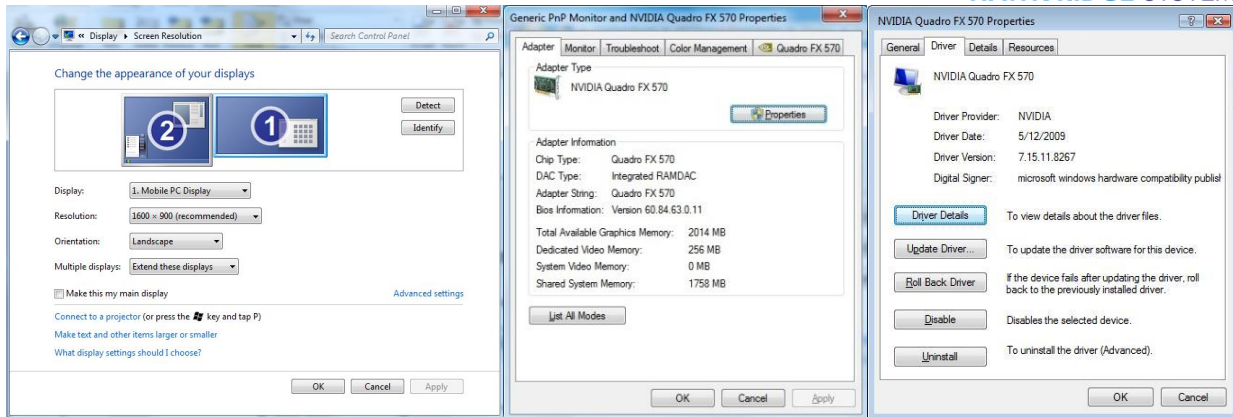 « Display ▸ Screen Resolution
Search Control Panel
Change the appearance of your displays
2
1
Detect
Identify
Display: 1. Mobile PC Display
Resolution: 1600 × 900 (recommended)
Orientation: Landscape
Multiple displays: Extend these displays
Make this my main display
Advanced settings
Connect to a projector (or press the key and tap P)
Make text and other items larger or smaller
What display settings should I choose?
OK Cancel Apply
Generic PnP Monitor and NVIDIA Quadro FX 570 Properties
Adapter Monitor Troubleshoot Color Management Quadro FX 570
Adapter Type
NVIDIA Quadro FX 570
Properties
Adapter Information
Chip Type: Quadro FX 570
DAC Type: Integrated RAMDAC
Adapter String: Quadro FX 570
Bios Information: Version 60.84.63.0.11
Total Available Graphics Memory: 2014 MB
Dedicated Video Memory: 256 MB
System Video Memory: 0 MB
Shared System Memory: 1758 MB
List All Modes
OK Cancel Apply
NVIDIA Quadro FX 570 Properties
General Driver Details Resources
NVIDIA Quadro FX 570
Driver Provider: NVIDIA
Driver Date: 5/12/2009
Driver Version: 7.15.11.8267
Digital Signer: microsoft windows hardware compatibility publish
Driver Details To view details about the driver files.
Update Driver... To update the driver software for this device.
Roll Back Driver If the device fails after updating the driver, roll
back to the previously installed driver.
Disable Disables the selected device.
Uninstall To uninstall the driver (Advanced).
OK Cancel